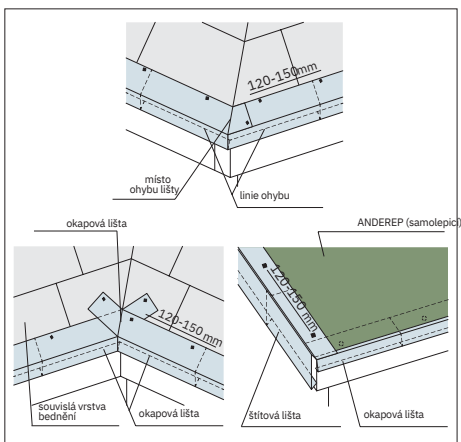 120-150mm
místo
ohybu lišty
linie ohybu
okapová lišta
120-150 mm
souvislá vrstva
bednění
okapová lišta
ANDEREP (samolepicí)
120-150 mm
štítová lišta
okapová lišta